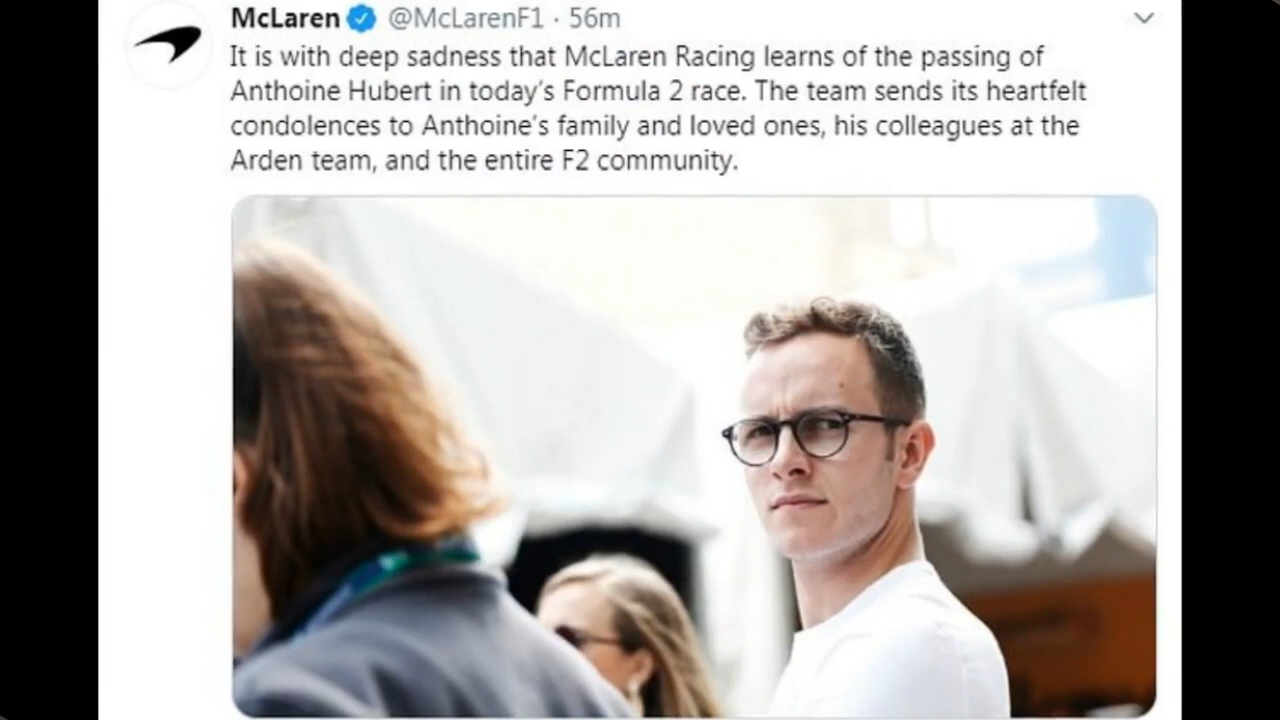 McLaren @McLarenF1 · 56m
It is with deep sadness that McLaren Racing learns of the passing of
Anthoine Hubert in today's Formula 2 race. The team sends its heartfelt
condolences to Anthoine's family and loved ones, his colleagues at the
Arden team, and the entire F2 community.